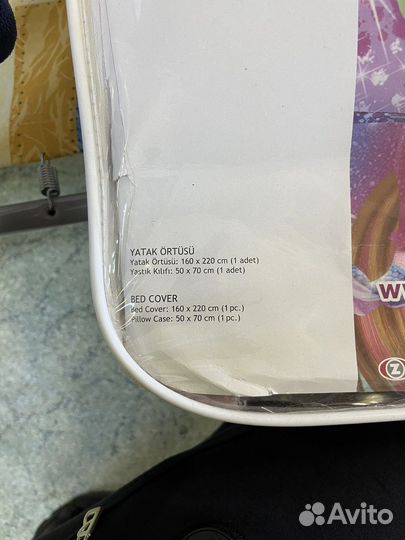 YATAK ÖRTÜSÜ
Yatak Örtüsü: 160 x 220 cm (1 adet)
Yastık Kılıfı: 50 x 70 cm (1 adet)
BED COVER
Bed Cover: 160 x 220 cm (1 pc.)
Pillow Case: 50 x 70 cm (1 pc.)
W
Z
Avito